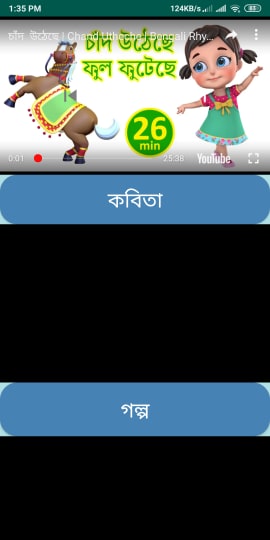 1:35 PM 124KB/s
চাঁদ উঠেছে | Chand Utheche | Bengali Rhy...
চাঁদ উঠেছে
ফুল ফুটেছে
26
min
0:01 25:38 YouTube
কবিতা
গল্প